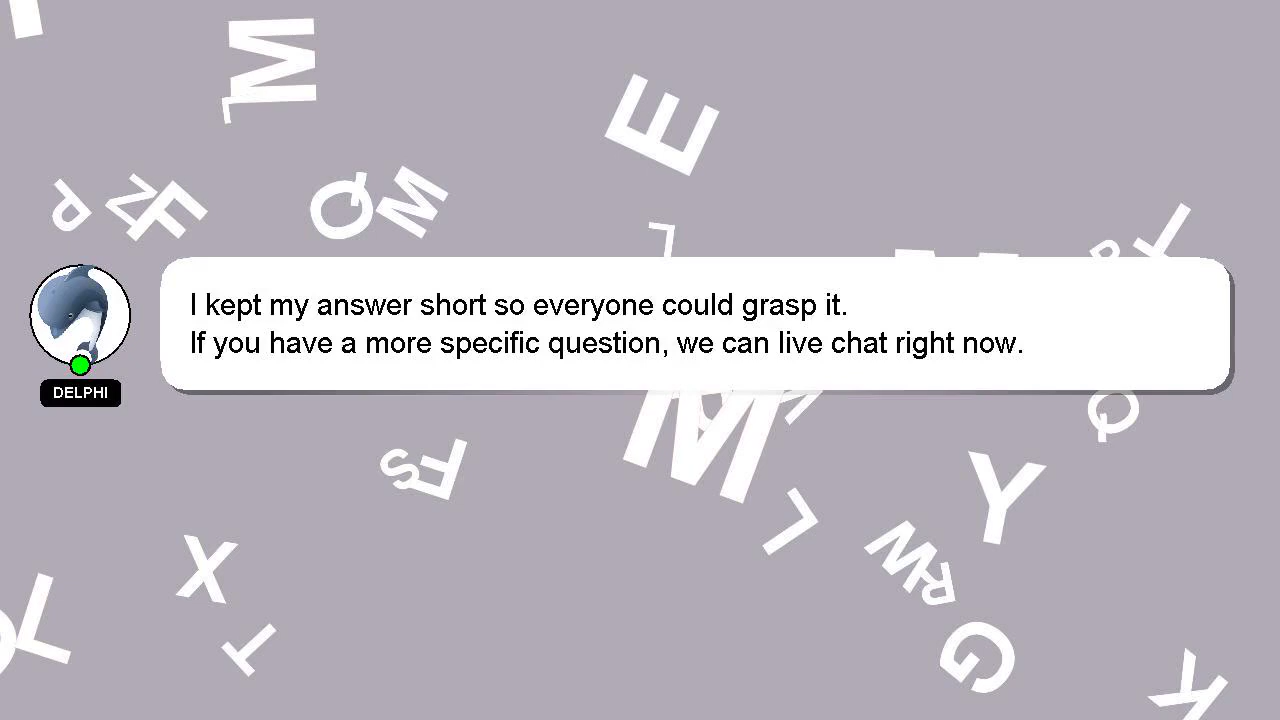 I kept my answer short so everyone could grasp it.
If you have a more specific question, we can live chat right now.
DELPHI
M
L
E
P
Z
F
Q
M
L
R
T
M
Q
S
F
Y
L
X
W
R
T
G
K